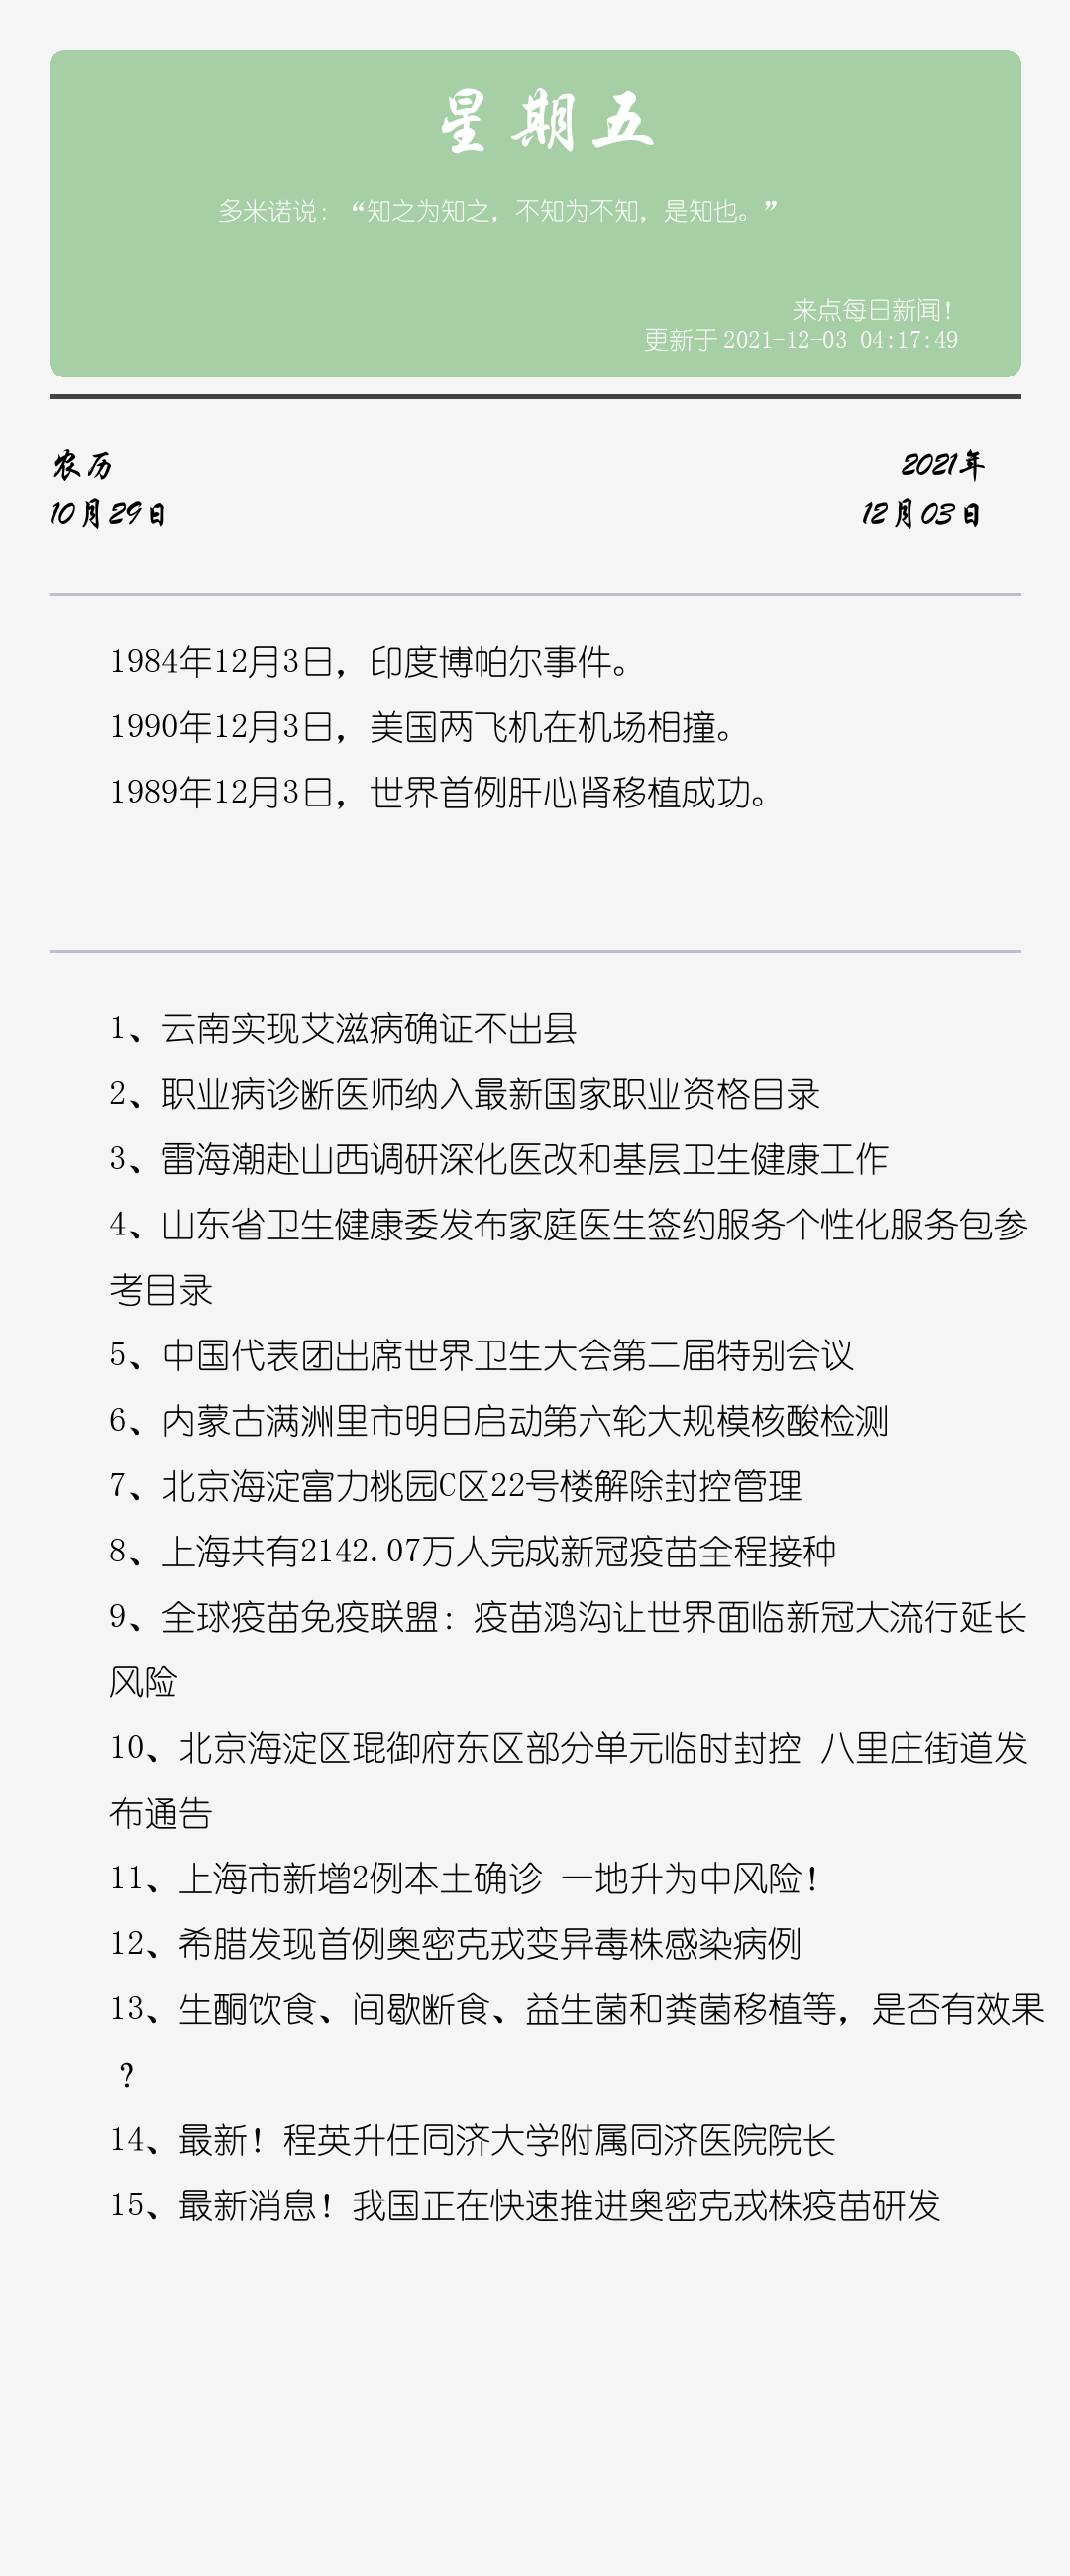 星期五
多米诺说：“知之为知之，不知为不知，是知也。”
来点每日新闻！
更新于2021-12-03 04:17:49
农历
2021年
10月29日
12月03日
1984年12月3日，印度博帕尔事件。
1990年12月3日，美国两飞机在机场相撞。
1989年12月3日，世界首例肝心肾移植成功。
1、云南实现艾滋病确证不出县
2、职业病诊断医师纳入最新国家职业资格目录
3、雷海潮赴山西调研深化医改和基层卫生健康工作
4、山东省卫生健康委发布家庭医生签约服务个性化服务包参
考目录
5、中国代表团出席世界卫生大会第二届特别会议
6、内蒙古满洲里市明日启动第六轮大规模核酸检测
7、北京海淀富力桃园C区22号楼解除封控管理
8、上海共有2142.07万人完成新冠疫苗全程接种
9、全球疫苗免疫联盟：疫苗鸿沟让世界面临新冠大流行延长
风险
10、北京海淀区琨御府东区部分单元临时封控 八里庄街道发
布通告
11、上海市新增2例本土确诊 一地升为中风险！
12、希腊发现首例奥密克戎变异毒株感染病例
13、生酮饮食、间歇断食、益生菌和粪菌移植等，是否有效果
？
14、最新！程英升任同济大学附属同济医院院长
15、最新消息！我国正在快速推进奥密克戎株疫苗研发